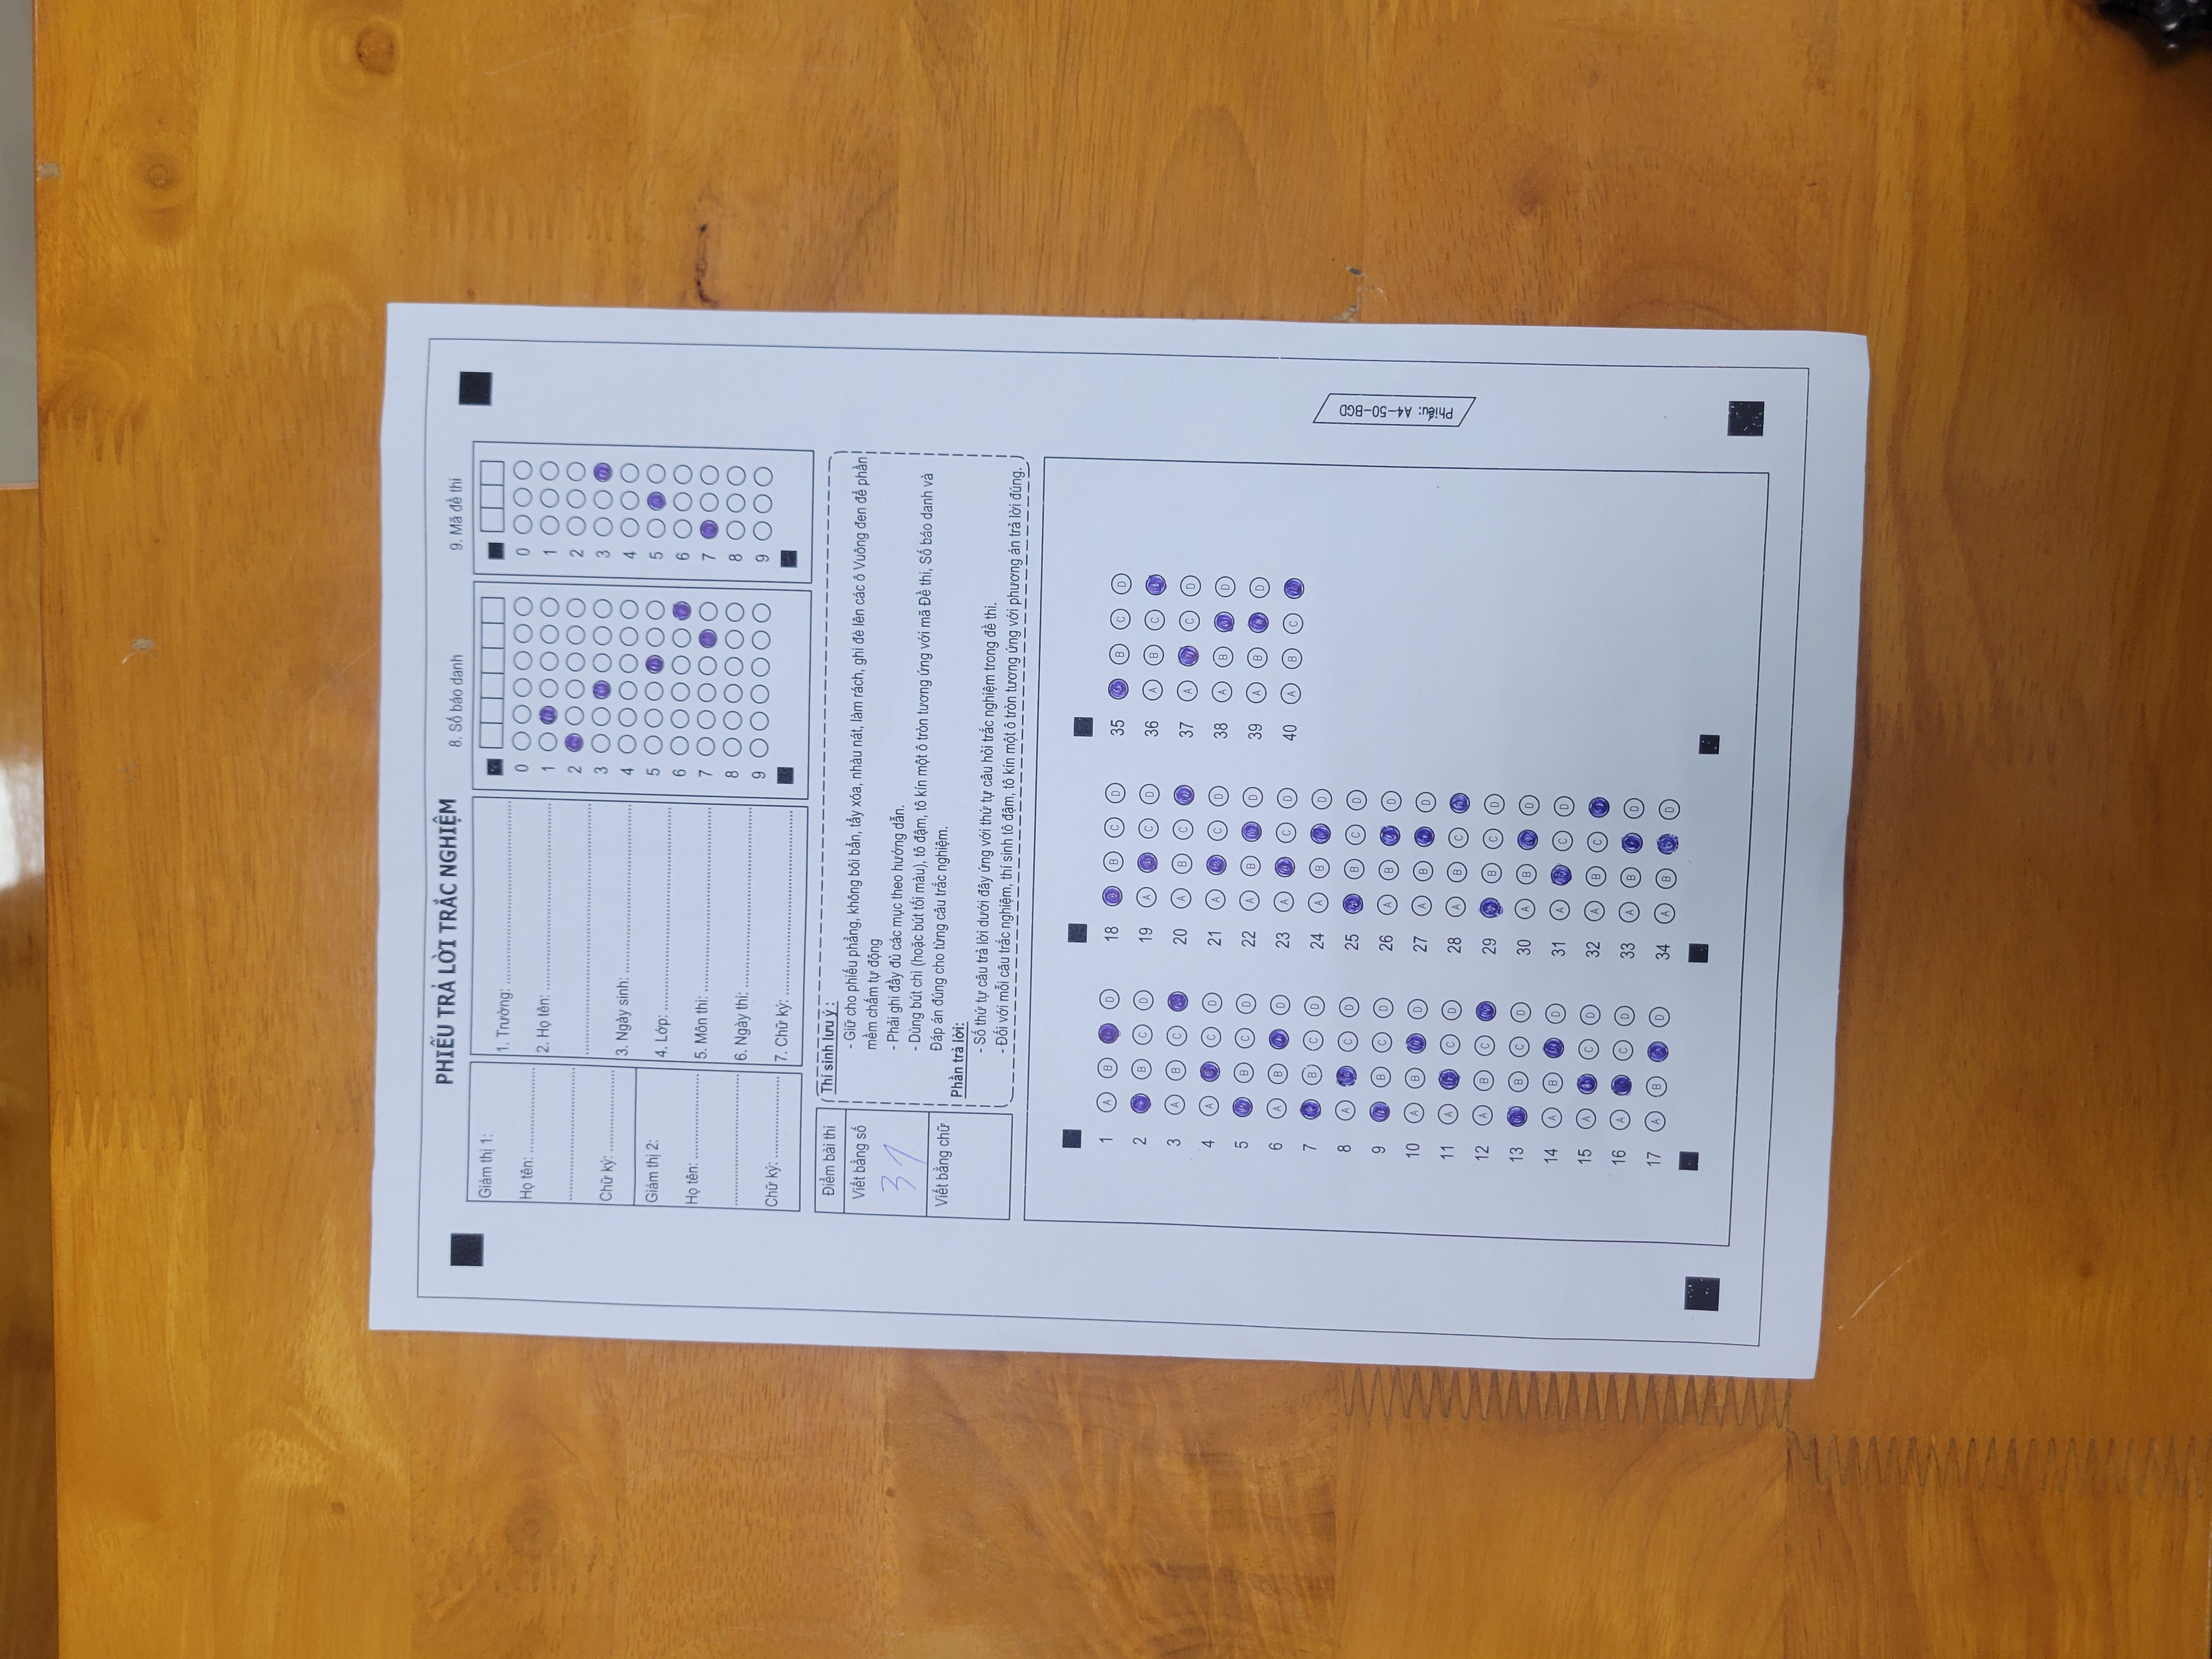 PHIẾU TRẢ LỜI TRẮC NGHIỆM
Giám thị 1:
Họ tên: ......................
..................................
Chữ ký: ......................
Giám thị 2:
Họ tên: ......................
..................................
Chữ ký: ......................
1. Trường: ..................................................
2. Họ tên: ..................................................
..................................................................
3. Ngày sinh: .............................................
4. Lớp: ......................................................
5. Môn thi: .................................................
6. Ngày thi: ................................................
7. Chữ ký: ..................................................
8. Số báo danh
0
1
2
3
4
5
6
7
8
9
9. Mã đề thi
0
1
2
3
4
5
6
7
8
9
Điểm bài thi
Viết bằng số
31
Viết bằng chữ
Thí sinh lưu ý :
- Giữ cho phiếu phẳng, không bôi bẩn, tẩy xóa, nhàu nát, làm rách, ghi đè lên các ô Vuông đen để phần
mềm chấm tự động
- Phải ghi đầy đủ các mục theo hướng dẫn.
- Dùng bút chì (hoặc bút tối màu), tô đậm, tô kín một ô tròn tương ứng với mã Đề thi, Số báo danh và
Đáp án đúng cho từng câu trắc nghiệm.
Phần trả lời:
- Số thứ tự câu trả lời dưới đây ứng với thứ tự câu hỏi trắc nghiệm trong đề thi.
- Đối với mỗi câu trắc nghiệm, thí sinh tô đậm, tô kín một ô tròn tương ứng với phương án trả lời đúng.
1 A B D
2 B C D
3 A B C
4 A C D
5 B C D
6 A B D
7 B C D
8 A C D
9 B C D
10 A B D
11 A C D
12 A B C
13 B C D
14 A B D
15 A C D
16 A C D
17 A B D
18 B C D
19 A C D
20 A B C
21 A C D
22 A B D
23 A C D
24 A B D
25 B C D
26 A B D
27 A B D
28 A B C
29 B C D
30 A B D
31 A C D
32 A B C
33 A B D
34 A B D
35 B C D
36 A B C
37 A C D
38 A B D
39 A B D
40 A B C
Phiếu: A4-50-BGD